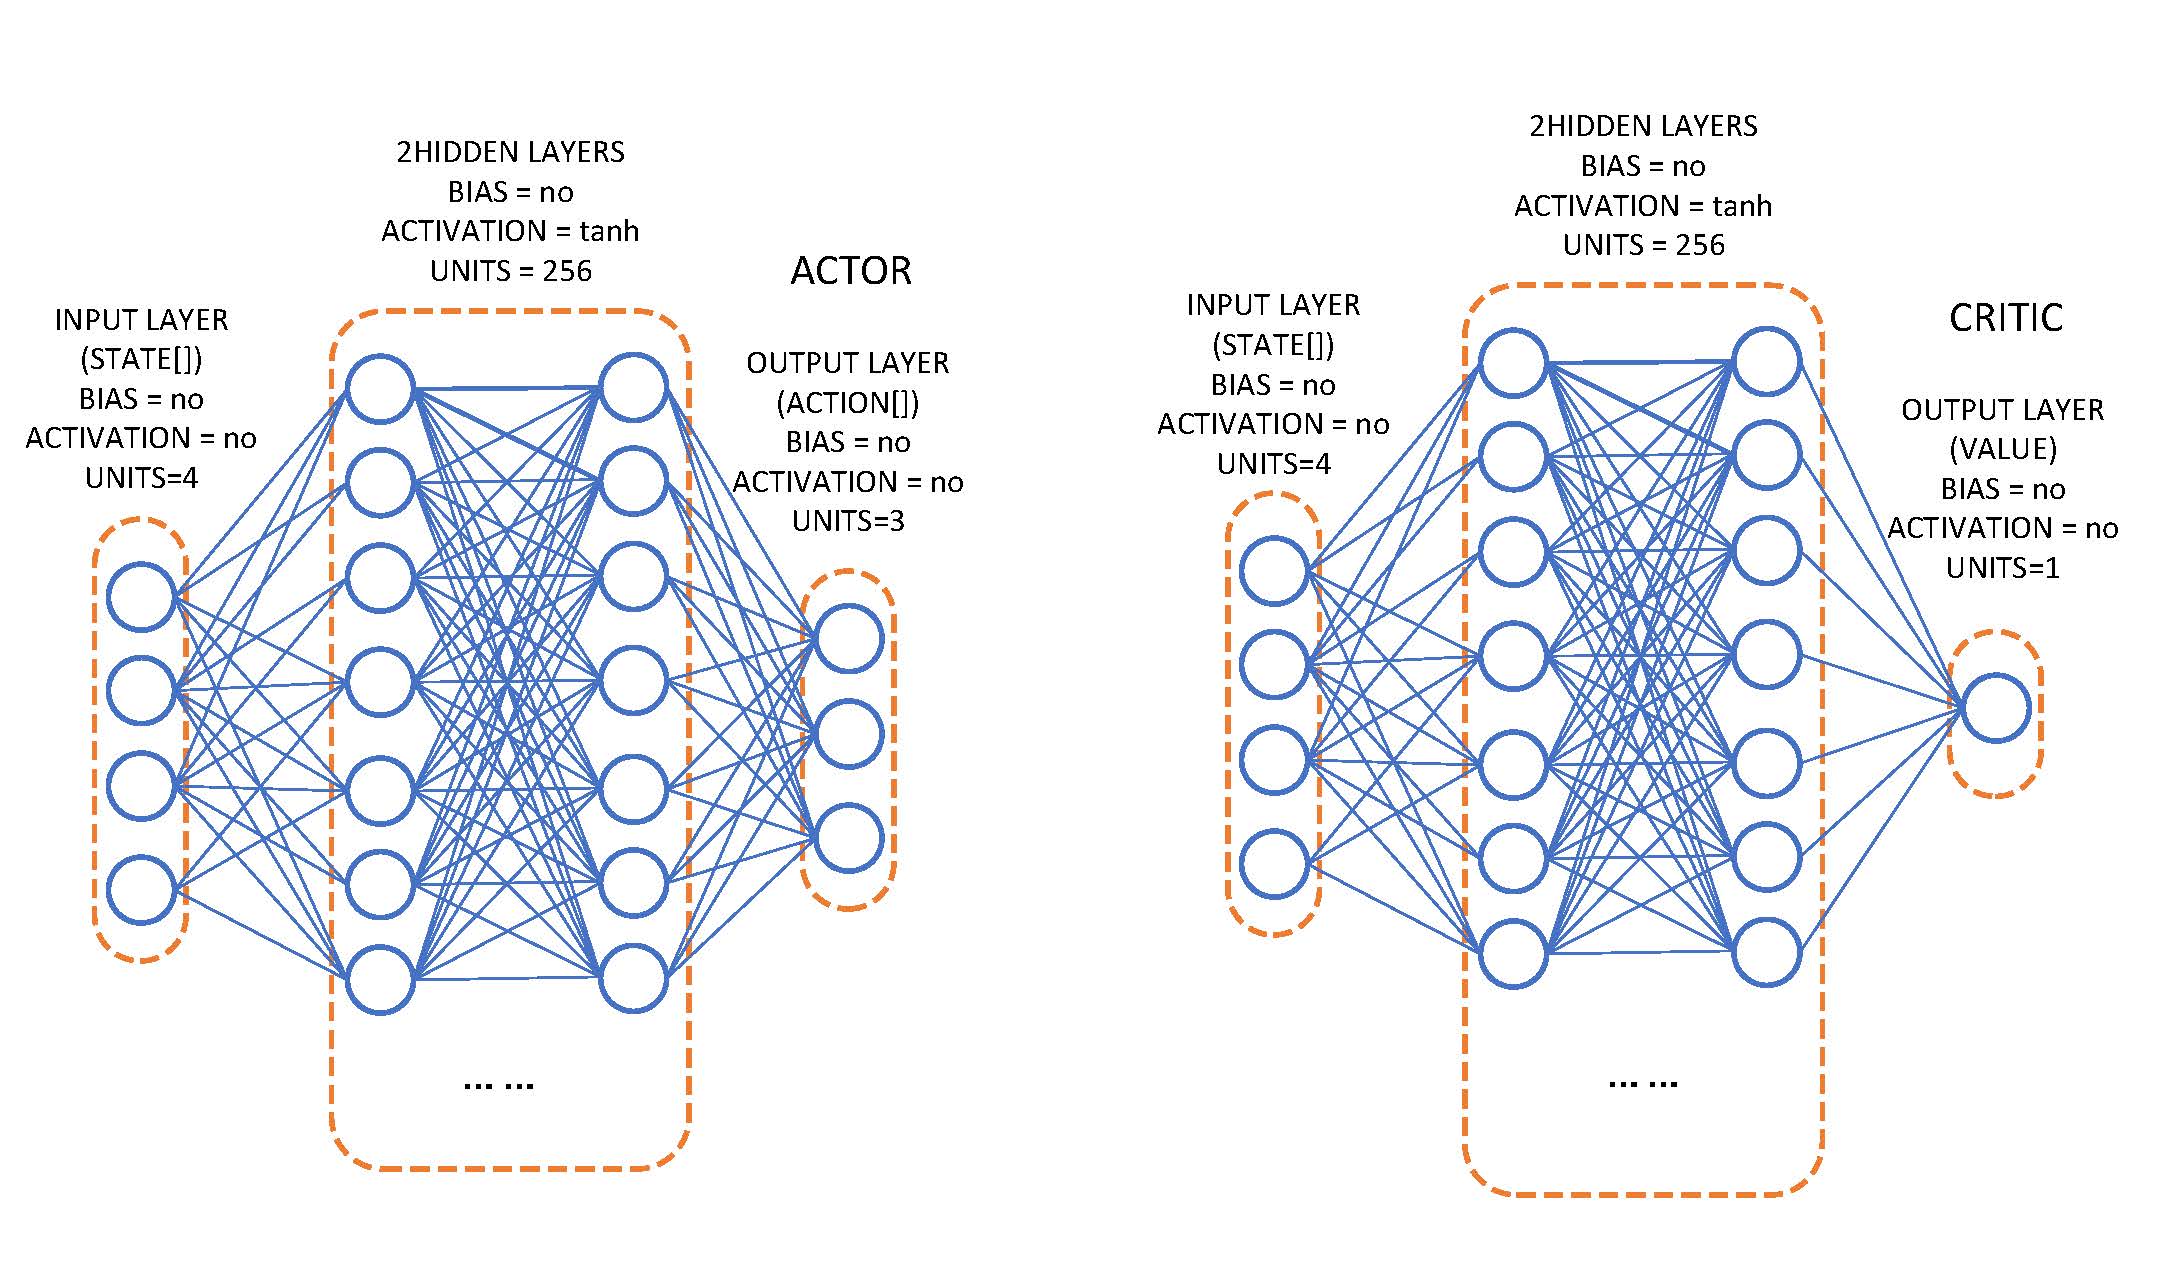 2HIDDEN LAYERS
BIAS = no
ACTIVATION = tanh
UNITS = 256
ACTOR
INPUT LAYER
(STATE[])
BIAS = no
ACTIVATION = no
UNITS=4
OUTPUT LAYER
(ACTION[])
BIAS = no
ACTIVATION = no
UNITS=3
... ...
2HIDDEN LAYERS
BIAS = no
ACTIVATION = tanh
UNITS = 256
CRITIC
INPUT LAYER
(STATE[])
BIAS = no
ACTIVATION = no
UNITS=4
OUTPUT LAYER
(VALUE)
BIAS = no
ACTIVATION = no
UNITS=1
... ...